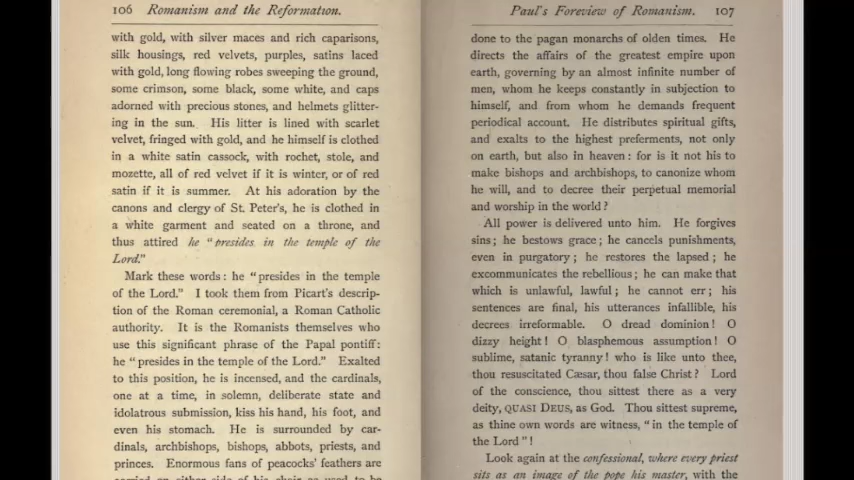 106 Romanism and the Reformation.
with gold, with silver maces and rich caparisons,
silk housings, red velvets, purples, satins laced
with gold, long flowing robes sweeping the ground,
some crimson, some black, some white, and caps
adorned with precious stones, and helmets glitter-
ing in the sun. His litter is lined with scarlet
velvet, fringed with gold, and he himself is clothed
in a white satin cassock, with rochet, stole, and
mozette, all of red velvet if it is winter, or of red
satin if it is summer. At his adoration by the
canons and clergy of St. Peter's, he is clothed in
a white garment and seated on a throne, and
thus attired he "presides in the temple of the
Lord."
Mark these words: he "presides in the temple
of the Lord." I took them from Picart's descrip-
tion of the Roman ceremonial, a Roman Catholic
authority. It is the Romanists themselves who
use this significant phrase of the Papal pontiff:
he "presides in the temple of the Lord." Exalted
to this position, he is incensed, and the cardinals,
one at a time, in solemn, deliberate state and
idolatrous submission, kiss his hand, his foot, and
even his stomach. He is surrounded by car-
dinals, archbishops, bishops, abbots, priests, and
princes. Enormous fans of peacocks' feathers are
carried on either side of his chair as used to be
Paul's Foreview of Romanism. 107
done to the pagan monarchs of olden times. He
directs the affairs of the greatest empire upon
earth, governing by an almost infinite number of
men, whom he keeps constantly in subjection to
himself, and from whom he demands frequent
periodical account. He distributes spiritual gifts,
and exalts to the highest preferments, not only
on earth, but also in heaven: for is it not his to
make bishops and archbishops, to canonize whom
he will, and to decree their perpetual memorial
and worship in the world?
All power is delivered unto him. He forgives
sins; he bestows grace; he cancels punishments,
even in purgatory; he restores the lapsed; he
excommunicates the rebellious; he can make that
which is unlawful, lawful; he cannot err; his
sentences are final, his utterances infallible, his
decrees irreformable. O dread dominion! O
dizzy height! O blasphemous assumption! O
sublime, satanic tyranny! who is like unto thee,
thou resuscitated Cæsar, thou false Christ? Lord
of the conscience, thou sittest there as a very
deity, QUASI DEUS, as God. Thou sittest supreme,
as thine own words are witness, "in the temple of
the Lord"!
Look again at the confessional, where every priest
sits as an image of the pope his master, with the